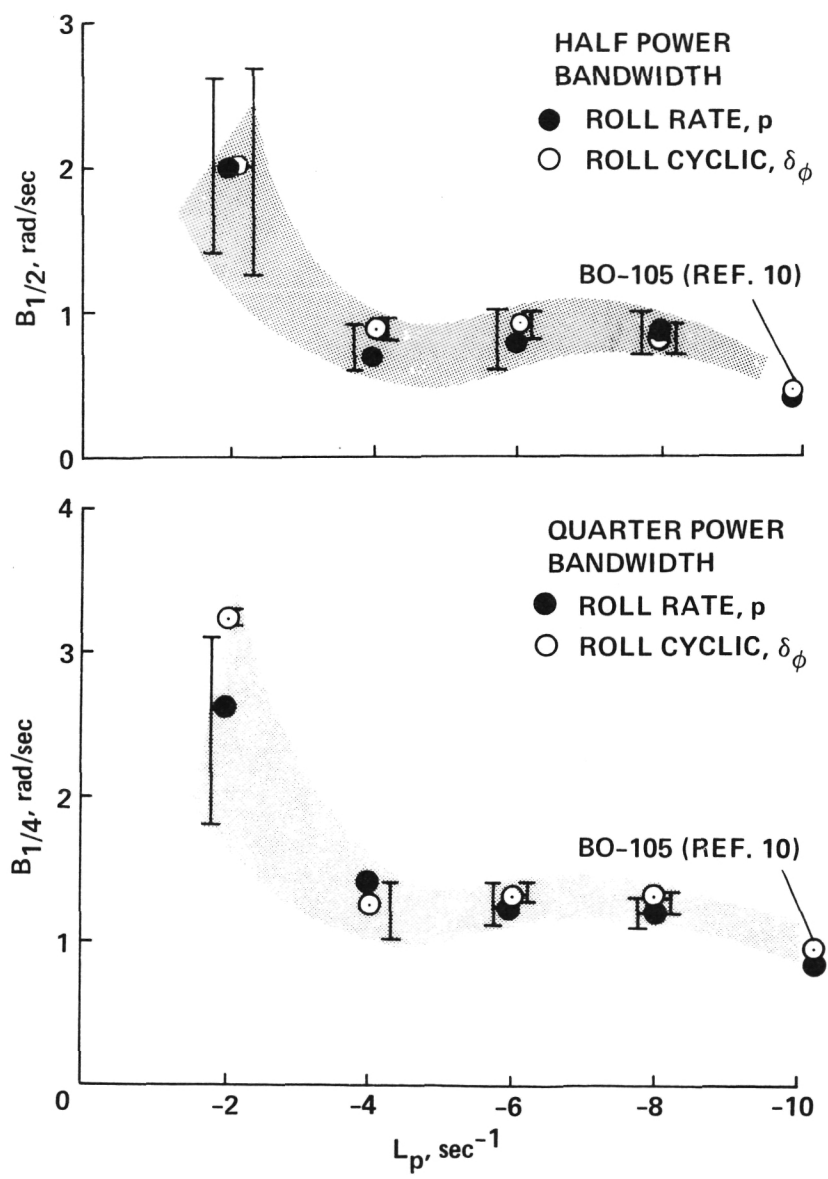 3
HALF POWER
BANDWIDTH
ROLL RATE, p
ROLL CYCLIC, δϕ
2
B1/2, rad/sec
BO-105 (REF. 10)
1
0
4
QUARTER POWER
BANDWIDTH
ROLL RATE, p
ROLL CYCLIC, δϕ
3
B1/4, rad/sec
2
BO-105 (REF. 10)
1
0
-2 -4 -6 -8 -10
Lp, sec-1